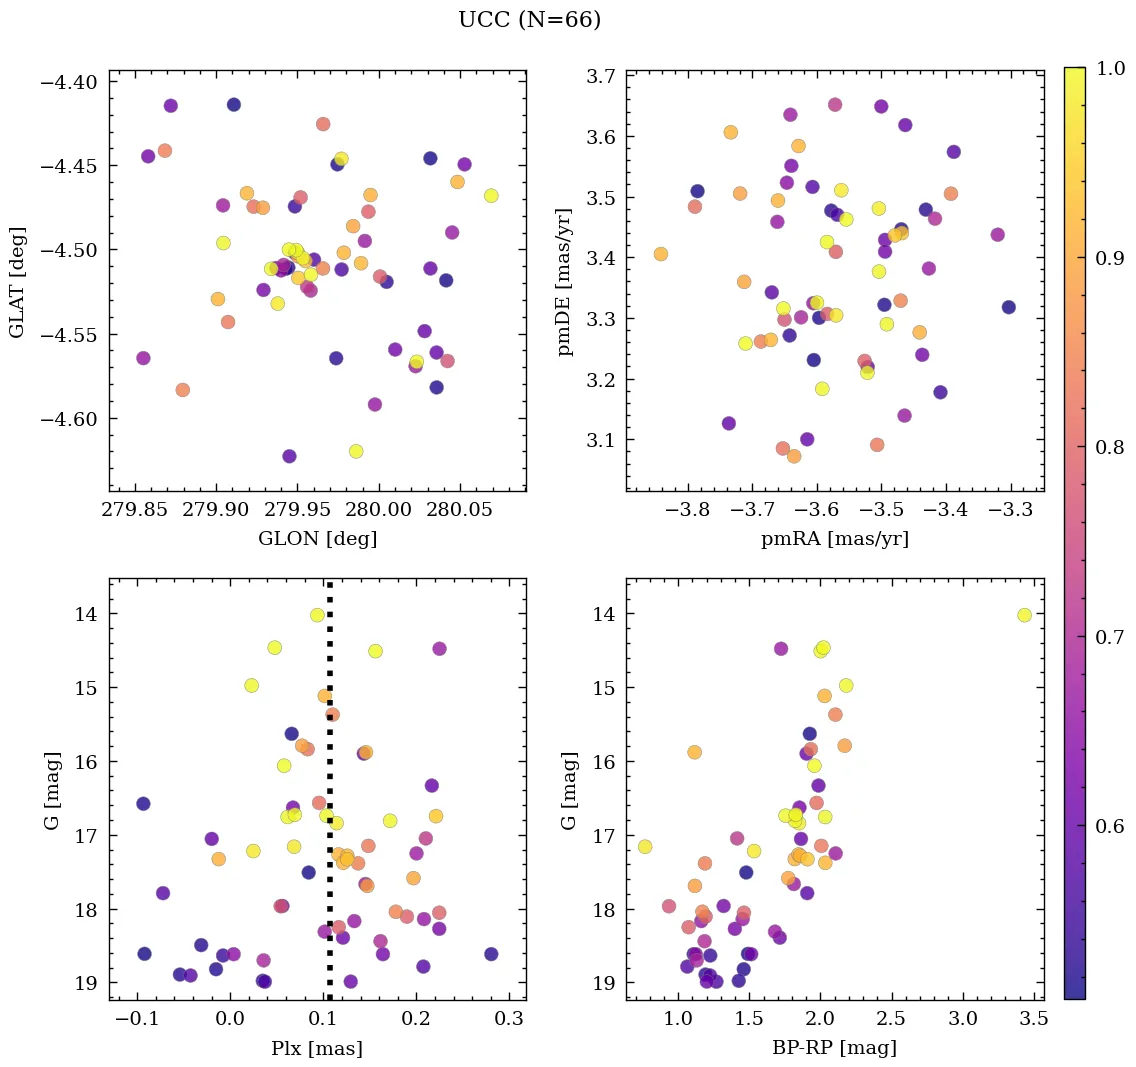 UCC (N=66)
−4.40
−4.45
−4.50
−4.55
−4.60
GLAT [deg]
279.85 279.90 279.95 280.00 280.05
GLON [deg]
3.7
3.6
3.5
3.4
3.3
3.2
3.1
pmDE [mas/yr]
−3.8 −3.7 −3.6 −3.5 −3.4 −3.3
pmRA [mas/yr]
1.0
0.9
0.8
0.7
0.6
14
15
16
17
18
19
G [mag]
−0.1 0.0 0.1 0.2 0.3
Plx [mas]
14
15
16
17
18
19
G [mag]
1.0 1.5 2.0 2.5 3.0 3.5
BP-RP [mag]